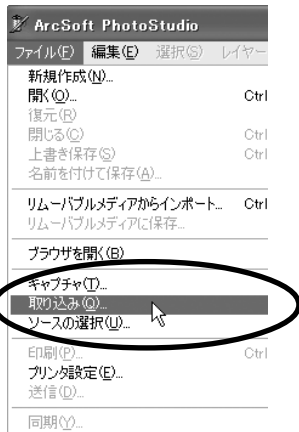 ArcSoft PhotoStudio
ファイル(F) 編集(E) 選択(S) レイヤー
新規作成(N)...
開く(O)... Ctrl
復元(R)
閉じる(C) Ctrl
上書き保存(S) Ctrl
名前を付けて保存(A)...
リムーバブルメディアからインポート... Ctrl
リムーバブルメディアに保存...
ブラウザを開く(B)
キャプチャ(T)...
取り込み(Q)...
ソースの選択(U)...
印刷(P)... Ctrl
プリンタ設定(E)...
送信(D)...
同期(Y)...